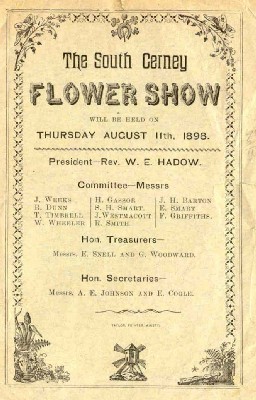 The South Cerney
FLOWER SHOW
WILL BE HELD ON
THURSDAY AUGUST 11th, 1898.
President—Rev. W. E. HADOW.
Committee—Messrs
J. WEEKS H. GASSOR J. H. BARTON
R. DUNN S. H. SMART. E. SMART
T. TIMBRELL J. WESTMACOTT F. GRIFFITHS.
W. WHEELER R. SMITH.
Hon. Treasurers—
MESSRS. E. SNELL AND G. WOODWARD.
Hon. Secretaries—
MESSRS. A. E. JOHNSON AND E. COGLE.